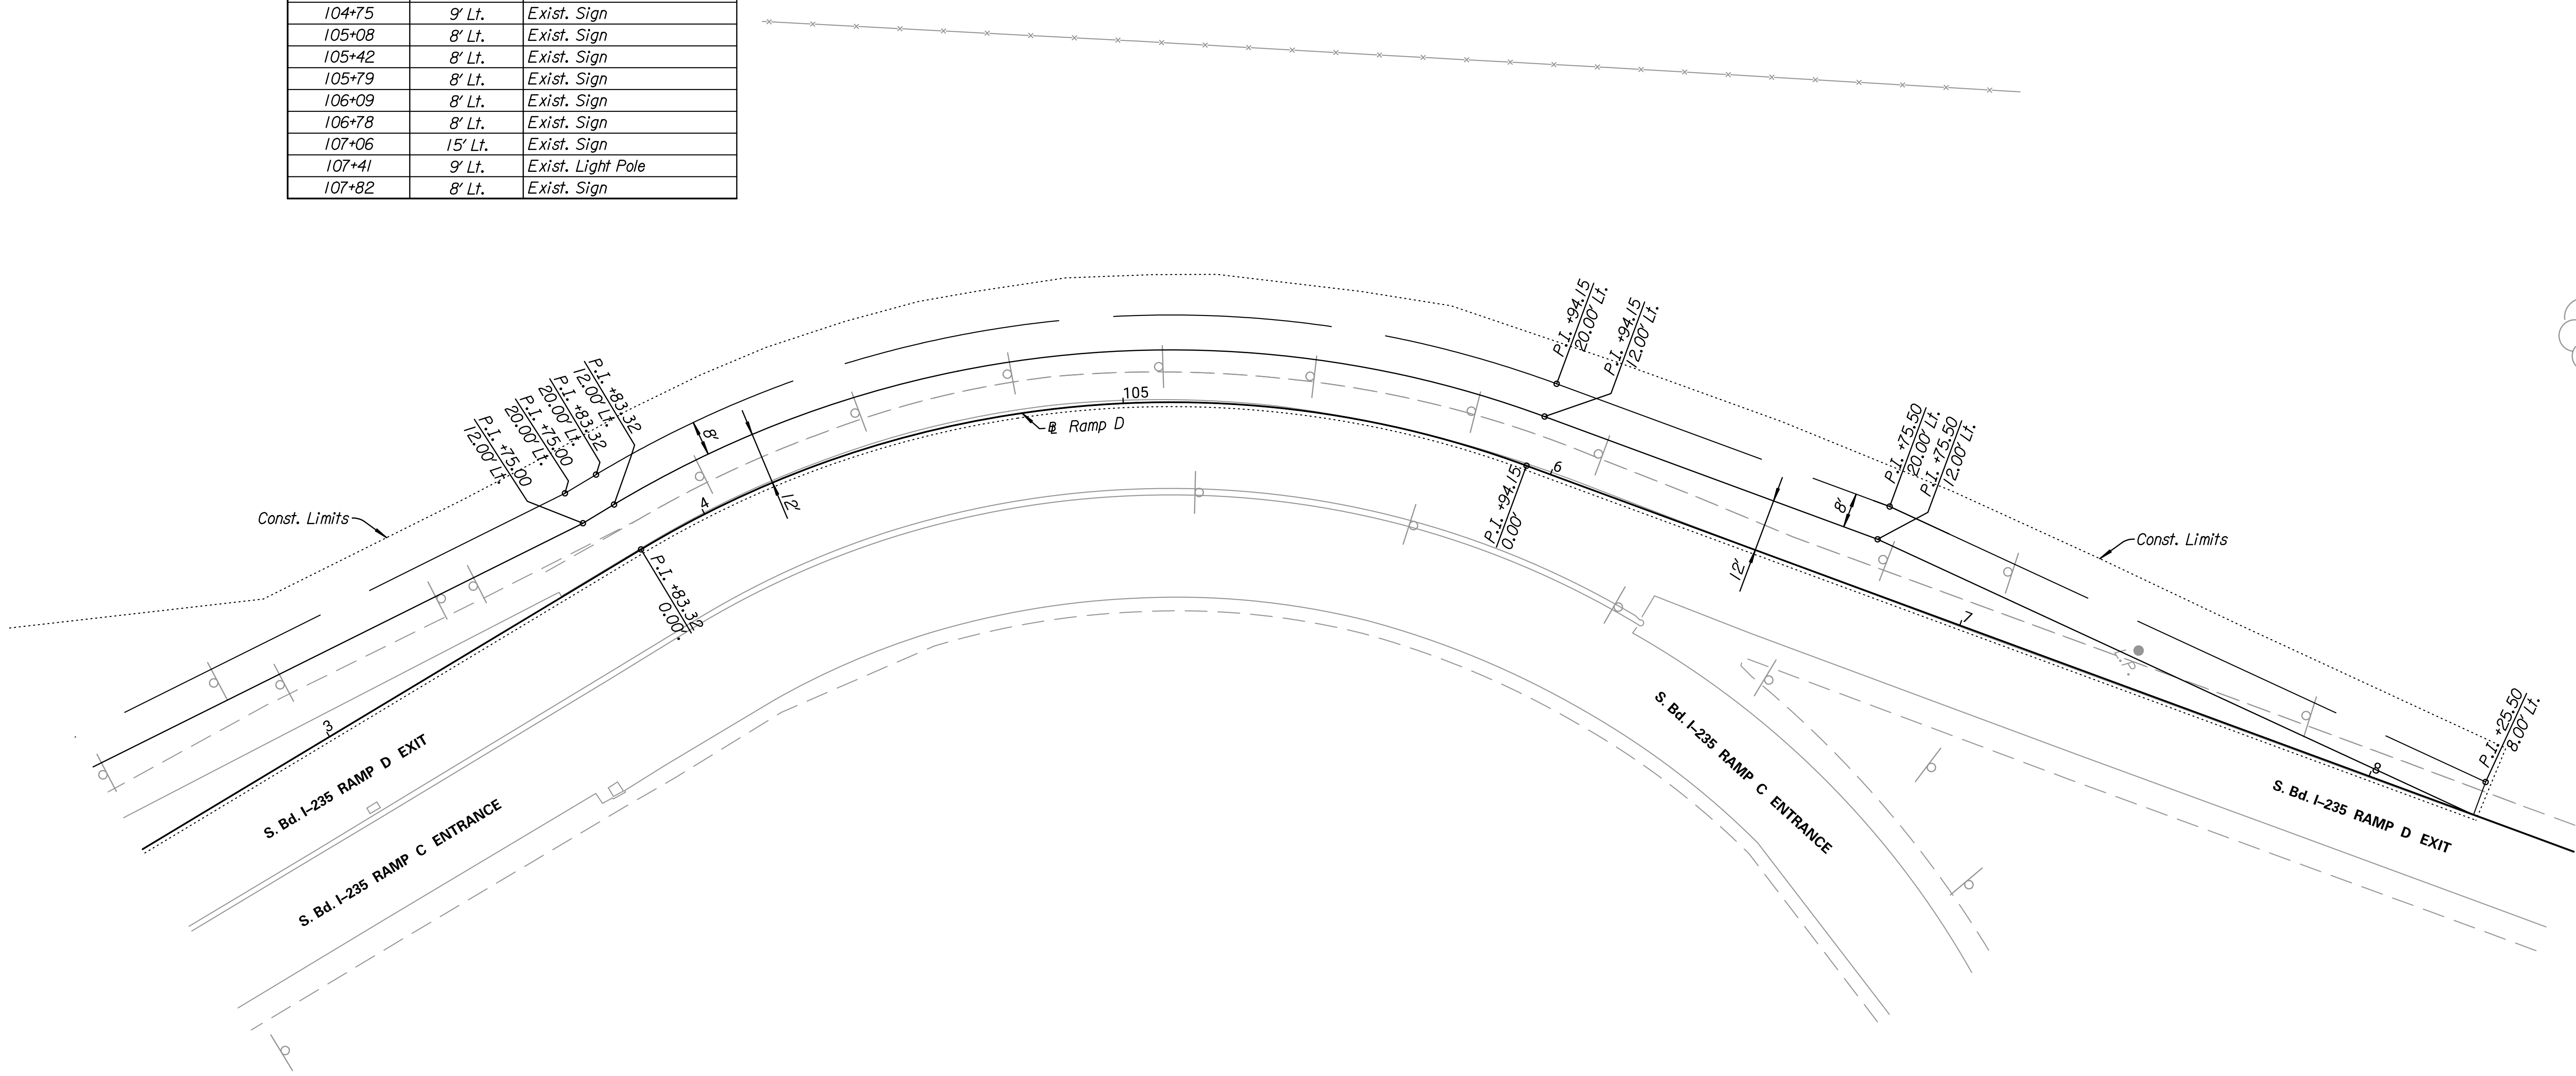 104+75 9' Lt. Exist. Sign
105+08 8' Lt. Exist. Sign
105+42 8' Lt. Exist. Sign
105+79 8' Lt. Exist. Sign
106+09 8' Lt. Exist. Sign
106+78 8' Lt. Exist. Sign
107+06 15' Lt. Exist. Sign
107+41 9' Lt. Exist. Light Pole
107+82 8' Lt. Exist. Sign
P.I. +75.00
12.00' Lt.
P.I. +75.00
20.00' Lt.
P.I. +83.32
20.00' Lt.
P.I. +83.32
12.00' Lt.
P.I. +94.15
20.00' Lt.
P.I. +94.15
12.00' Lt.
P.I. +75.50
20.00' Lt.
P.I. +75.50
12.00' Lt.
8'
12'
105
Ramp D
4
6
P.I. +94.15
0.00'
8'
12'
Const. Limits
Const. Limits
P.I. +83.32
0.00'
7
3
8
P.I. +25.50
8.00' Lt.
S. Bd. I-235 RAMP D EXIT
S. Bd. I-235 RAMP C ENTRANCE
S. Bd. I-235 RAMP C ENTRANCE
S. Bd. I-235 RAMP D EXIT